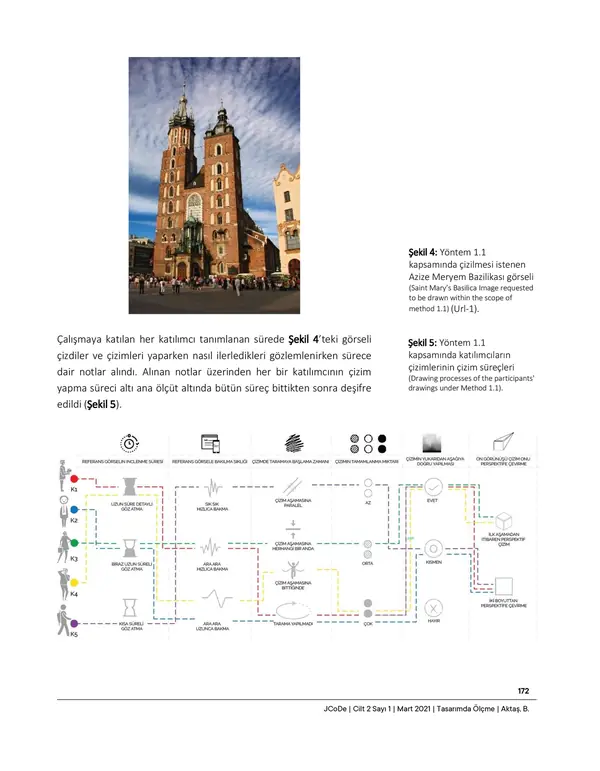 Şekil 4: Yöntem 1.1
kapsamında çizilmesi istenen
Azize Meryem Bazilikası görseli
(Saint Mary's Basilica Image requested
to be drawn within the scope of
method 1.1) (Url-1).
Çalışmaya katılan her katılımcı tanımlanan sürede Şekil 4'teki görseli
çizdiler ve çizimleri yaparken nasıl ilerledikleri gözlemlenirken sürece
dair notlar alındı. Alınan notlar üzerinden her bir katılımcının çizim
yapma süreci altı ana ölçüt altında bütün süreç bittikten sonra deşifre
edildi (Şekil 5).
Şekil 5: Yöntem 1.1
kapsamında katılımcıların
çizimlerinin çizim süreçleri
(Drawing processes of the participants'
drawings under Method 1.1).
REFERANS GÖRSELİN İNCELENME SÜRESİ
REFERANS GÖRSELE BAKILMA SIKLIĞI
ÇİZİMDE TARAMAYA BAŞLAMA ZAMANI
ÇİZİMİN TAMAMLANMA MİKTARI
ÇİZİMİN YUKARIDAN AŞAĞIYA
DOĞRU YAPILMASI
ÖN GÖRÜNÜŞÜ ÇİZİM ONU
PERSPEKTİFE ÇEVİRME
K1
K2
K3
K4
K5
UZUN SÜRE DETAYLI
GÖZ ATMA
BİRAZ UZUN SÜRELİ
GÖZ ATMA
KISA SÜRELİ
GÖZ ATMA
SIK SIK
HIZLICA BAKMA
ARA ARA
HIZLICA BAKMA
ARA ARA
UZUNCA BAKMA
ÇİZİM AŞAMASINA
PARALEL
ÇİZİM AŞAMASINA
HERHANGİ BİR ANDA
ÇİZİM AŞAMASINA
BİTTİĞİNDE
TARAMA YAPILMADI
AZ
ORTA
ÇOK
EVET
KISMEN
HAYIR
İLK AŞAMADAN
İTİBAREN PERSPEKTİF
ÇİZİM
İKİ BOYUTTAN
PERSPEKTİFE ÇEVİRME
172
JCoDe | Cilt 2 Sayı 1 | Mart 2021 | Tasarımda Ölçme | Aktaş, B.